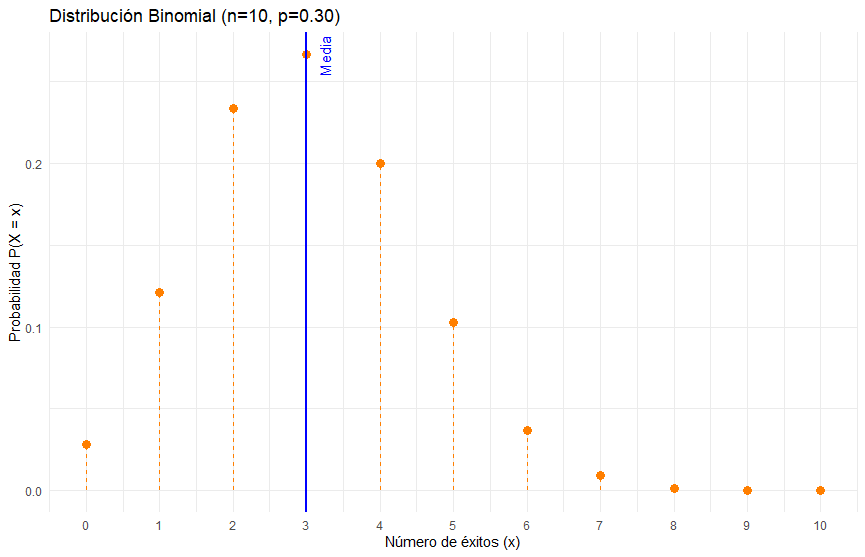 Distribución Binomial (n=10, p=0.30)
Media
Probabilidad P(X = x)
0.2
0.1
0.0
0 1 2 3 4 5 6 7 8 9 10
Número de éxitos (x)